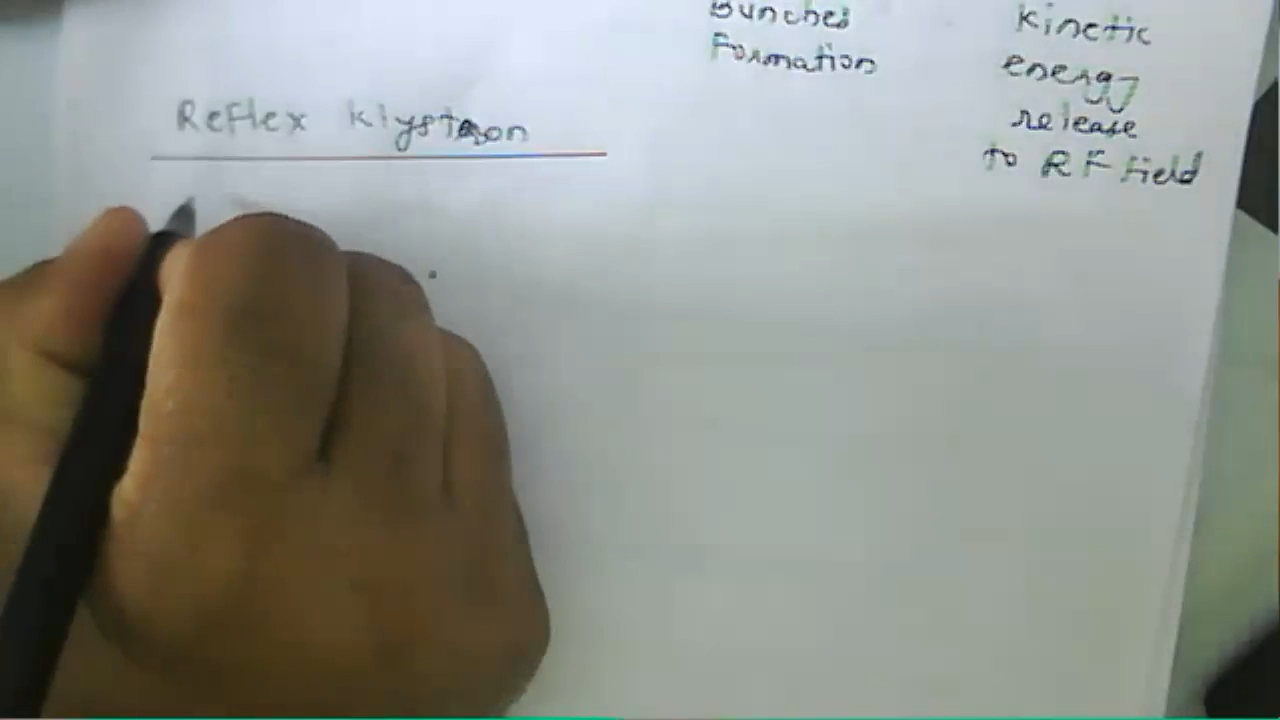 Bunches
Formation
Kinetic
energy
release
to RF Field
Reflex Klystron